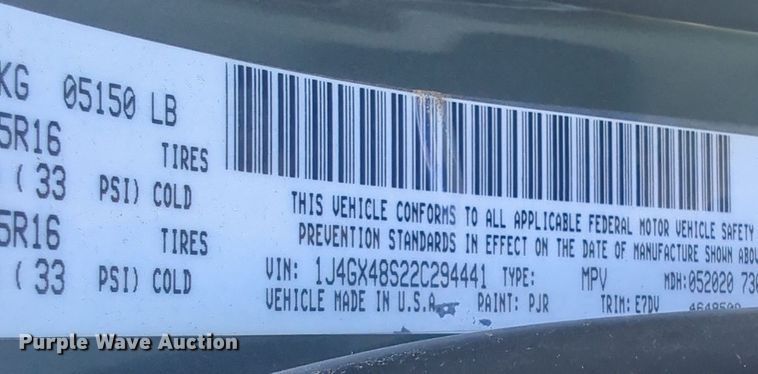 KG 05150 LB
5R16 TIRES
( 33 PSI) COLD
5R16 TIRES
( 33 PSI) COLD
THIS VEHICLE CONFORMS TO ALL APPLICABLE FEDERAL MOTOR VEHICLE SAFETY
PREVENTION STANDARDS IN EFFECT ON THE DATE OF MANUFACTURE SHOWN ABOV
VIN: 1J4GX48S22C294441 TYPE: MPV MDH:052020 730
VEHICLE MADE IN U.S.A. PAINT: PJR TRIM: E7DV
Purple Wave Auction